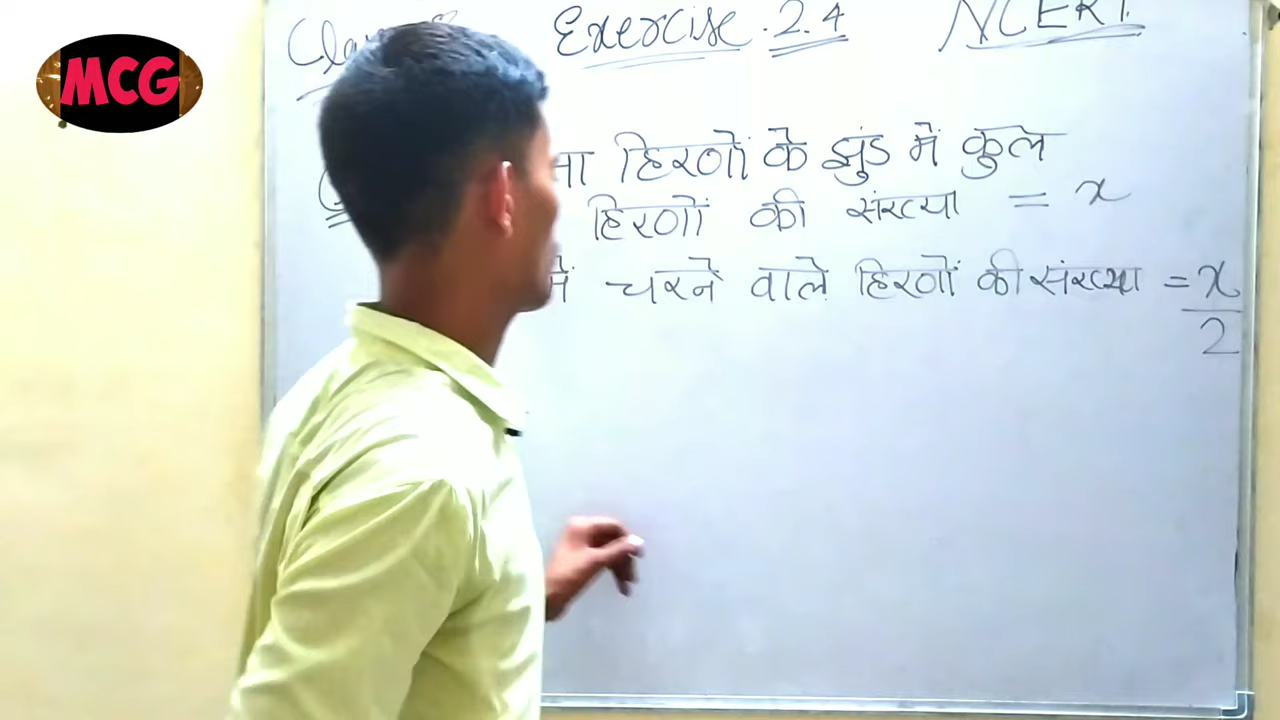 MCG
Exercise 2.4 NCERT
हिरणों के झुंड में कुल
हिरणों की संख्या = x
चरने वाले हिरणों की संख्या = x/2